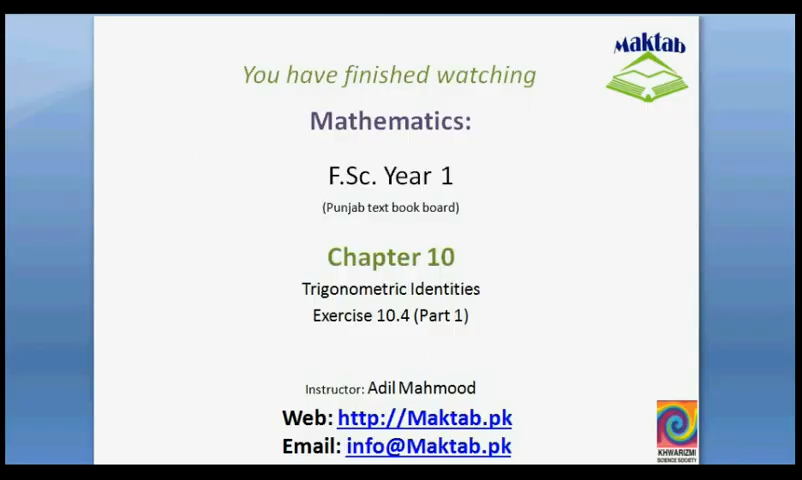 Maktab
You have finished watching
Mathematics:
F.Sc. Year 1
(Punjab text book board)
Chapter 10
Trigonometric Identities
Exercise 10.4 (Part 1)
Instructor: Adil Mahmood
Web: http://Maktab.pk
Email: info@Maktab.pk
KHWARIZMI
SCIENCE SOCIETY